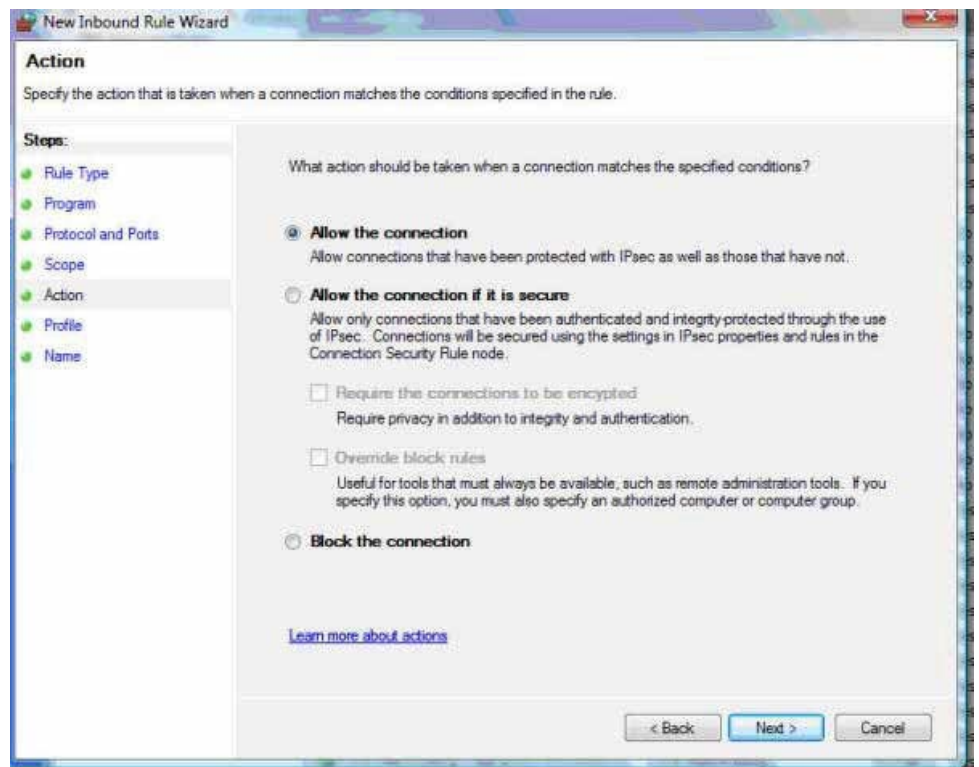 New Inbound Rule Wizard
Action
Specify the action that is taken when a connection matches the conditions specified in the rule.
Steps:
Rule Type
Program
Protocol and Ports
Scope
Action
Profile
Name
What action should be taken when a connection matches the specified conditions?
Allow the connection
Allow connections that have been protected with IPsec as well as those that have not.
Allow the connection if it is secure
Allow only connections that have been authenticated and integrity-protected through the use
of IPsec. Connections will be secured using the settings in IPsec properties and rules in the
Connection Security Rule node.
Require the connections to be encrypted
Require privacy in addition to integrity and authentication.
Override block rules
Useful for tools that must always be available, such as remote administration tools. If you
specify this option, you must also specify an authorized computer or computer group.
Block the connection
Learn more about actions
< Back
Next >
Cancel